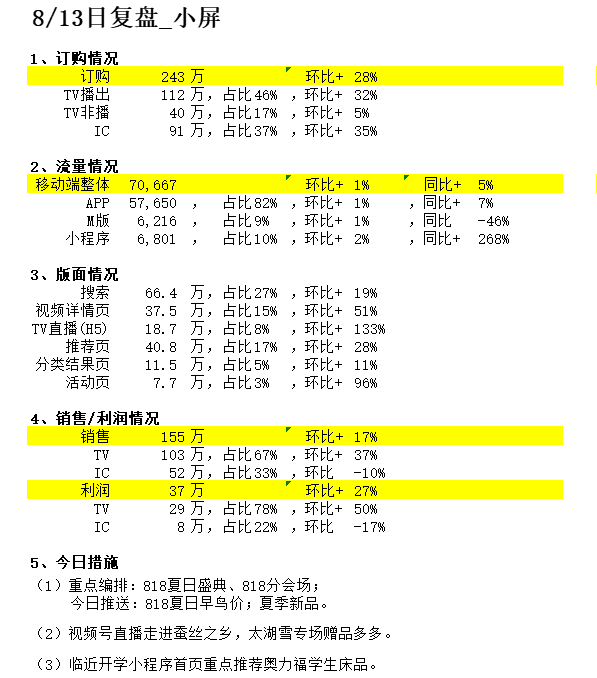 8/13日复盘_小屏
1、订购情况
订购 243 万 环比+ 28%
TV播出 112 万，占比46% ，环比+ 32%
TV非播 40 万，占比17% ，环比+ 5%
IC 91 万，占比37% ，环比+ 35%
2、流量情况
移动端整体 70,667 环比+ 1% 同比+ 5%
APP 57,650 ， 占比82% ，环比+ 1% ，同比+ 7%
M版 6,216 ， 占比9% ，环比+ 1% ，同比 -46%
小程序 6,801 ， 占比10% ，环比+ 2% ，同比+ 268%
3、版面情况
搜索 66.4 万，占比27% ，环比+ 19%
视频详情页 37.5 万，占比15% ，环比+ 51%
TV直播(H5) 18.7 万，占比8% ，环比+ 133%
推荐页 40.8 万，占比17% ，环比+ 28%
分类结果页 11.5 万，占比5% ，环比+ 11%
活动页 7.7 万，占比3% ，环比+ 96%
4、销售/利润情况
销售 155 万 环比+ 17%
TV 103 万，占比67% ，环比+ 37%
IC 52 万，占比33% ，环比 -10%
利润 37 万 环比+ 27%
TV 29 万，占比78% ，环比+ 50%
IC 8 万，占比22% ，环比 -17%
5、今日措施
（1）重点编排：818夏日盛典、818分会场；
今日推送：818夏日早鸟价；夏季新品。
（2）视频号直播走进蚕丝之乡，太湖雪专场赠品多多。
（3）临近开学小程序首页重点推荐奥力福学生床品。